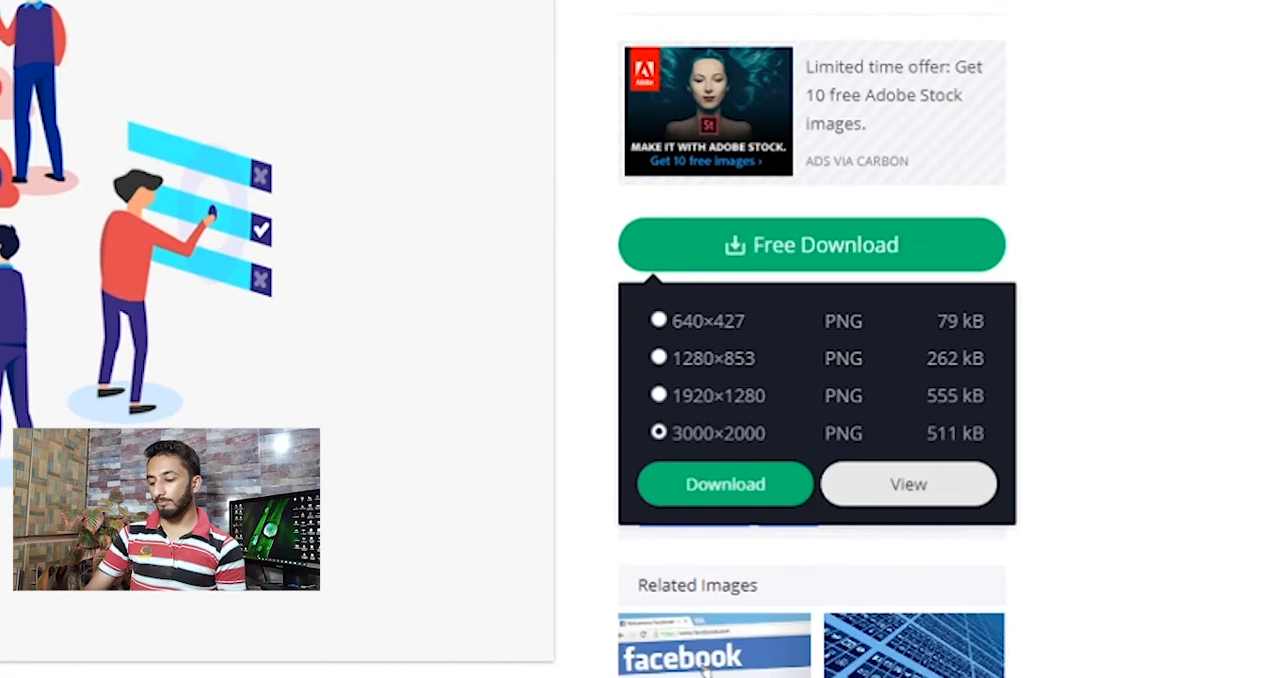 Limited time offer: Get
10 free Adobe Stock
images.
ADS VIA CARBON
Adobe
St
MAKE IT WITH ADOBE STOCK.
Get 10 free images ›
Free Download
640×427 PNG 79 kB
1280×853 PNG 262 kB
1920×1280 PNG 555 kB
3000×2000 PNG 511 kB
Download View
Related Images
facebook